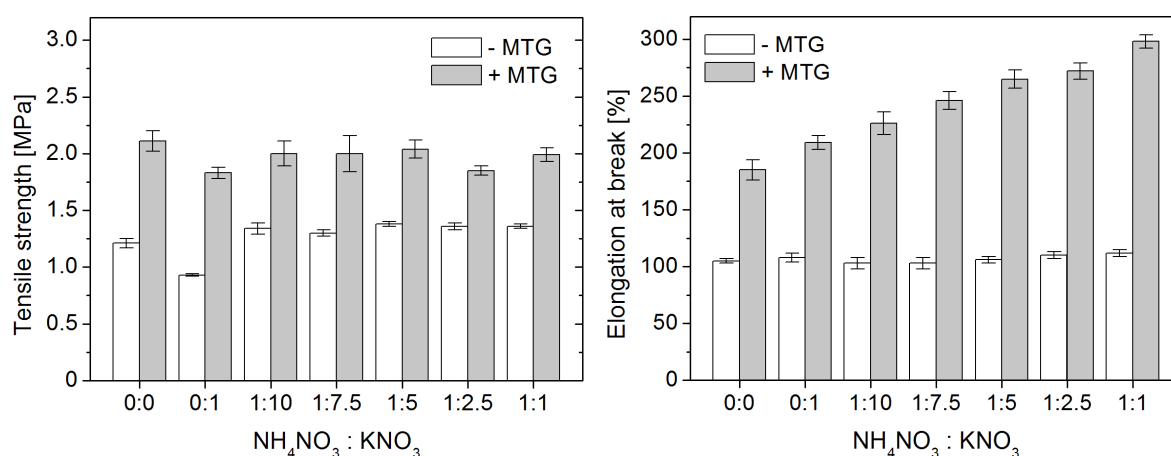 Tensile strength [MPa]
3.0
2.5
2.0
1.5
1.0
0.5
0
- MTG
+ MTG
0:0 0:1 1:10 1:7.5 1:5 1:2.5 1:1
NH₄NO₃ : KNO₃
Elongation at break [%]
300
250
200
150
100
50
0
- MTG
+ MTG
0:0 0:1 1:10 1:7.5 1:5 1:2.5 1:1
NH₄NO₃ : KNO₃